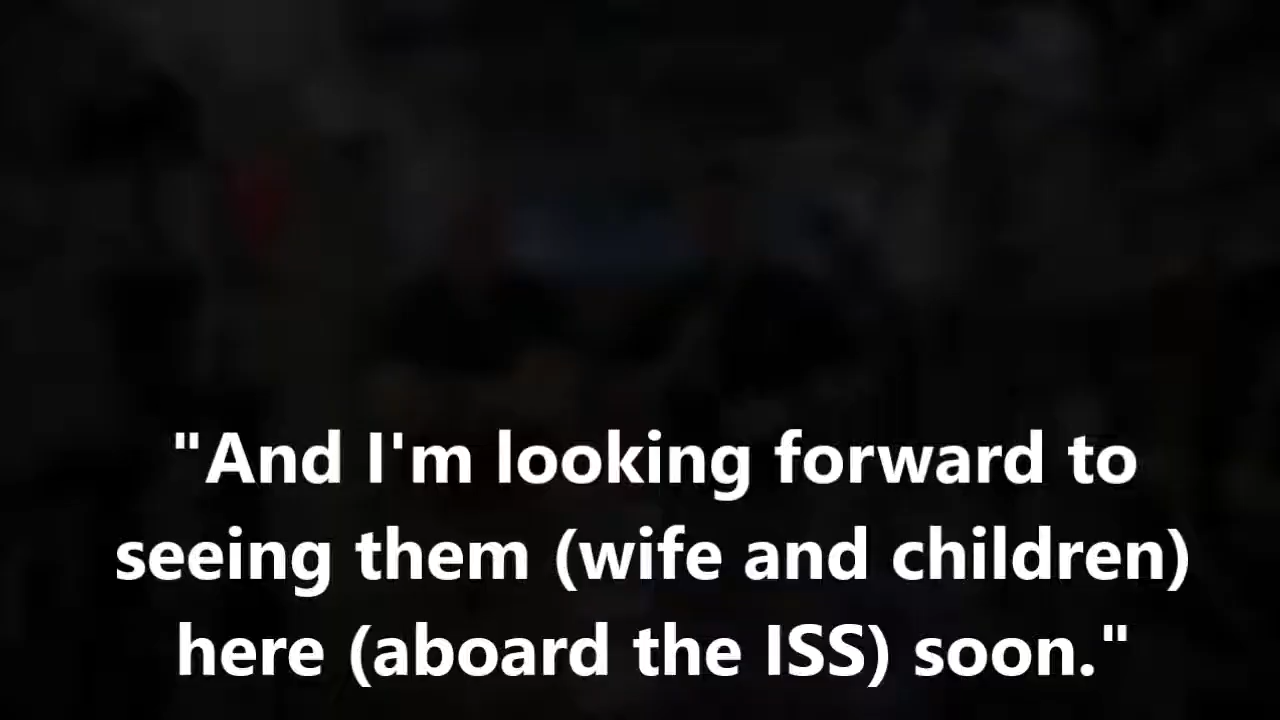 "And I'm looking forward to
seeing them (wife and children)
here (aboard the ISS) soon."